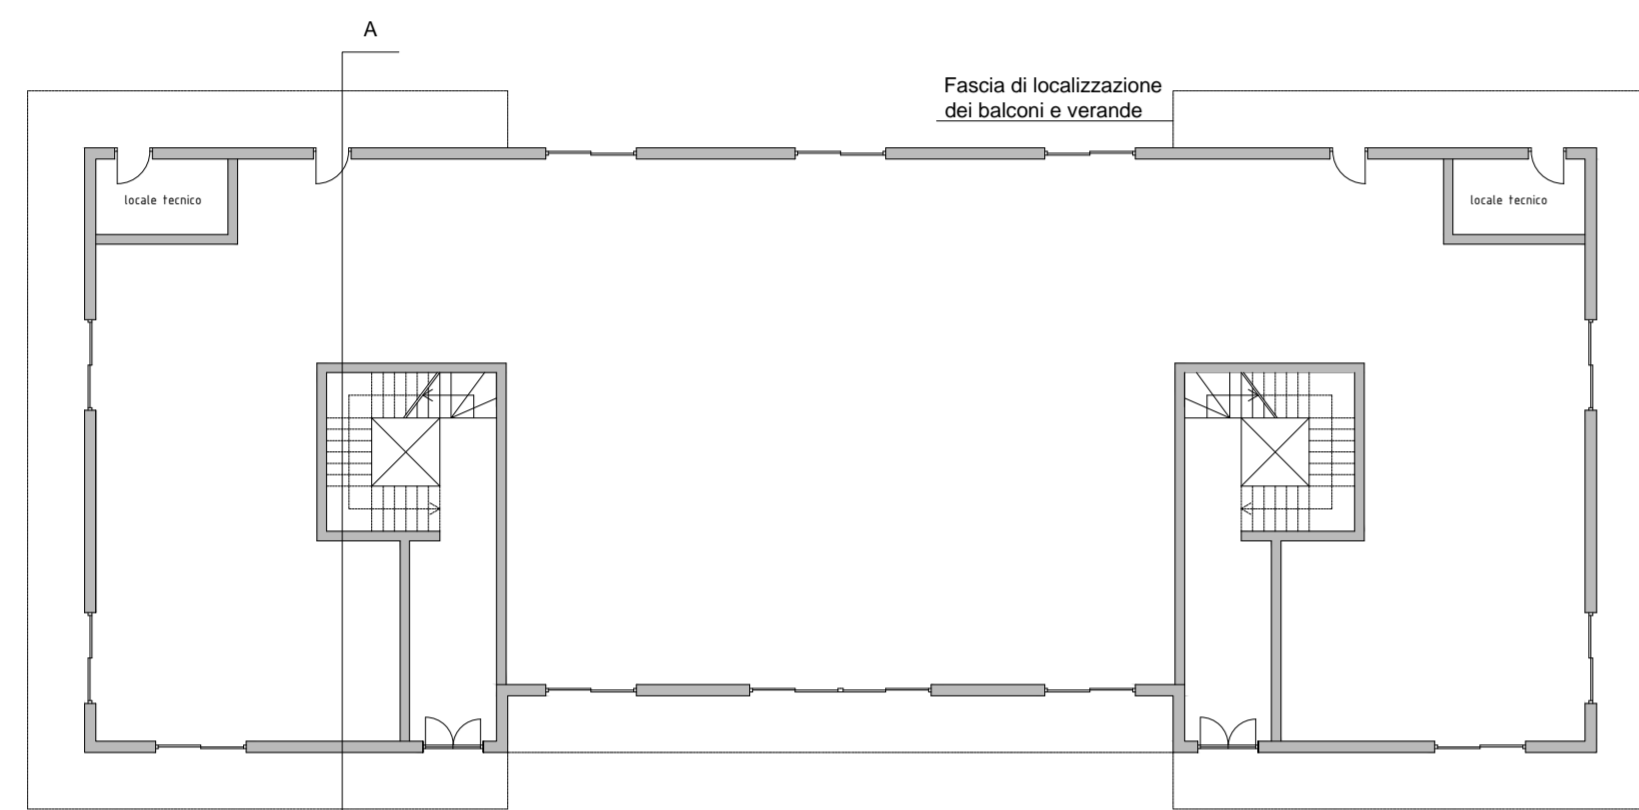 A
Fascia di localizzazione
dei balconi e verande
locale tecnico
locale tecnico